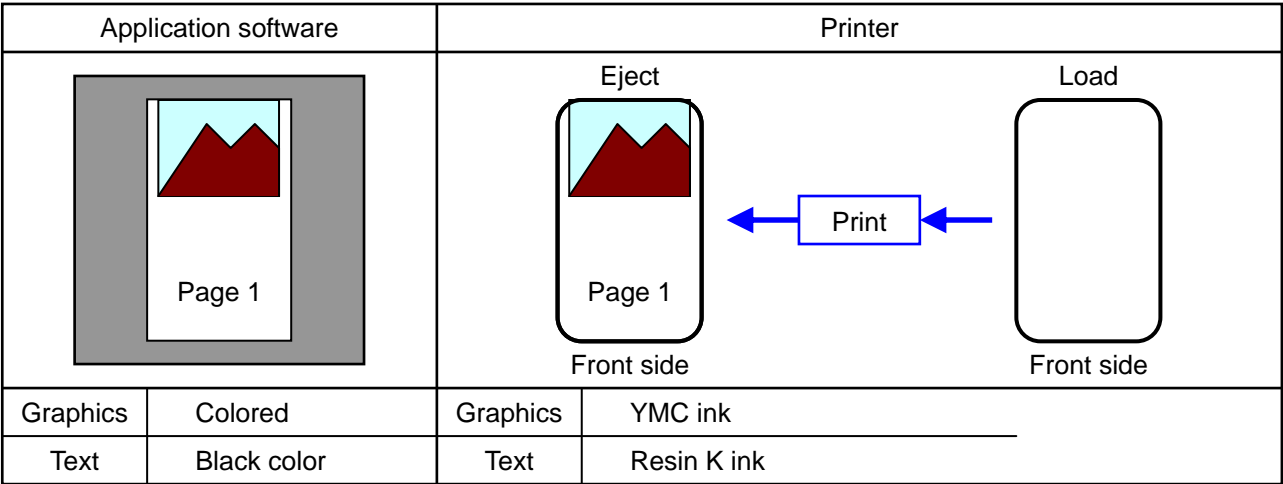 Application software
Printer
Eject
Load
Page 1
Print
Page 1
Front side
Front side
Graphics
Colored
Graphics
YMC ink
Text
Black color
Text
Resin K ink